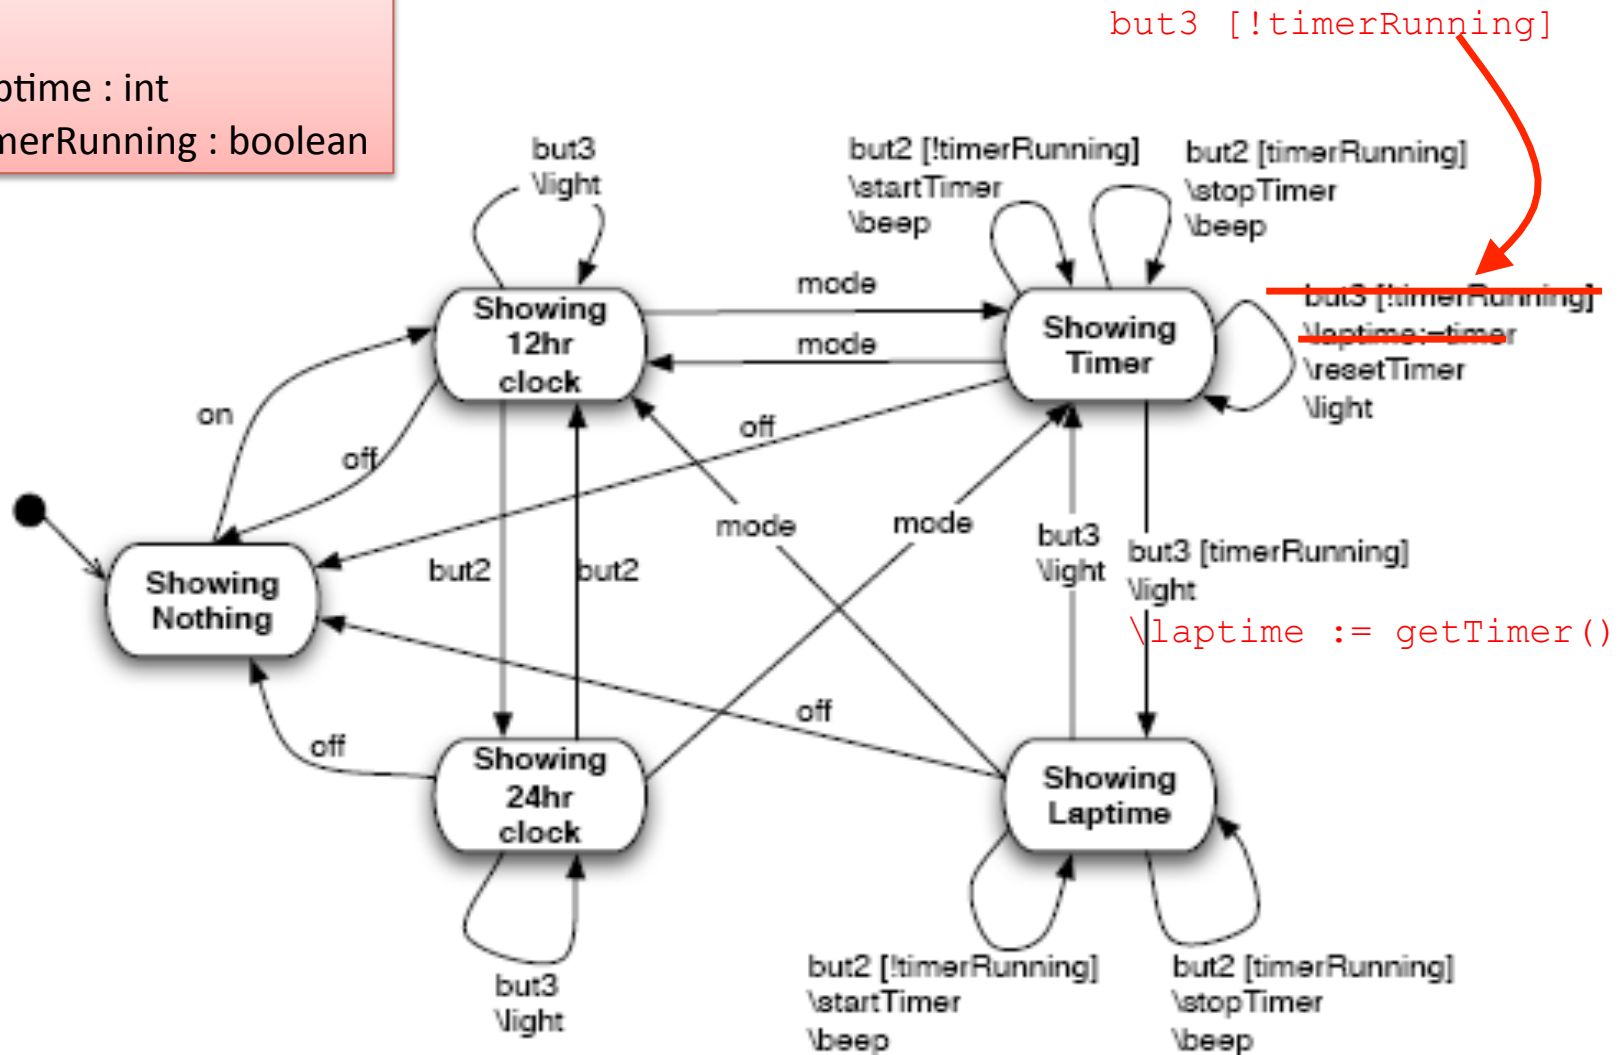 but3 [!timerRunning]
ptime : int
merRunning : boolean
but3
\light
but2 [!timerRunning]
\startTimer
\beep
but2 [timerRunning]
\stopTimer
\beep
but3 [!timerRunning]
\laptime:=timer
\resetTimer
\light
mode
mode
Showing
12hr
clock
Showing
Timer
on
off
off
mode
mode
but3
\light
but3 [timerRunning]
\light
\laptime := getTimer()
but2
but2
Showing
Nothing
off
off
Showing
24hr
clock
Showing
Laptime
but3
\light
but2 [!timerRunning]
\startTimer
\beep
but2 [timerRunning]
\stopTimer
\beep